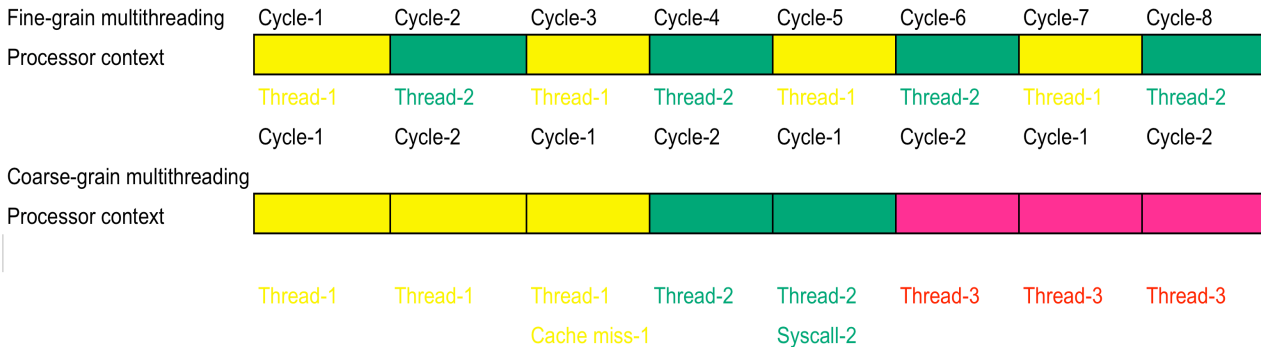 Fine-grain multithreading Cycle-1 Cycle-2 Cycle-3 Cycle-4 Cycle-5 Cycle-6 Cycle-7 Cycle-8
Processor context
Thread-1 Thread-2 Thread-1 Thread-2 Thread-1 Thread-2 Thread-1 Thread-2
Cycle-1 Cycle-2 Cycle-1 Cycle-2 Cycle-1 Cycle-2 Cycle-1 Cycle-2
Coarse-grain multithreading
Processor context
Thread-1 Thread-1 Thread-1 Thread-2 Thread-2 Thread-3 Thread-3 Thread-3
Cache miss-1 Syscall-2